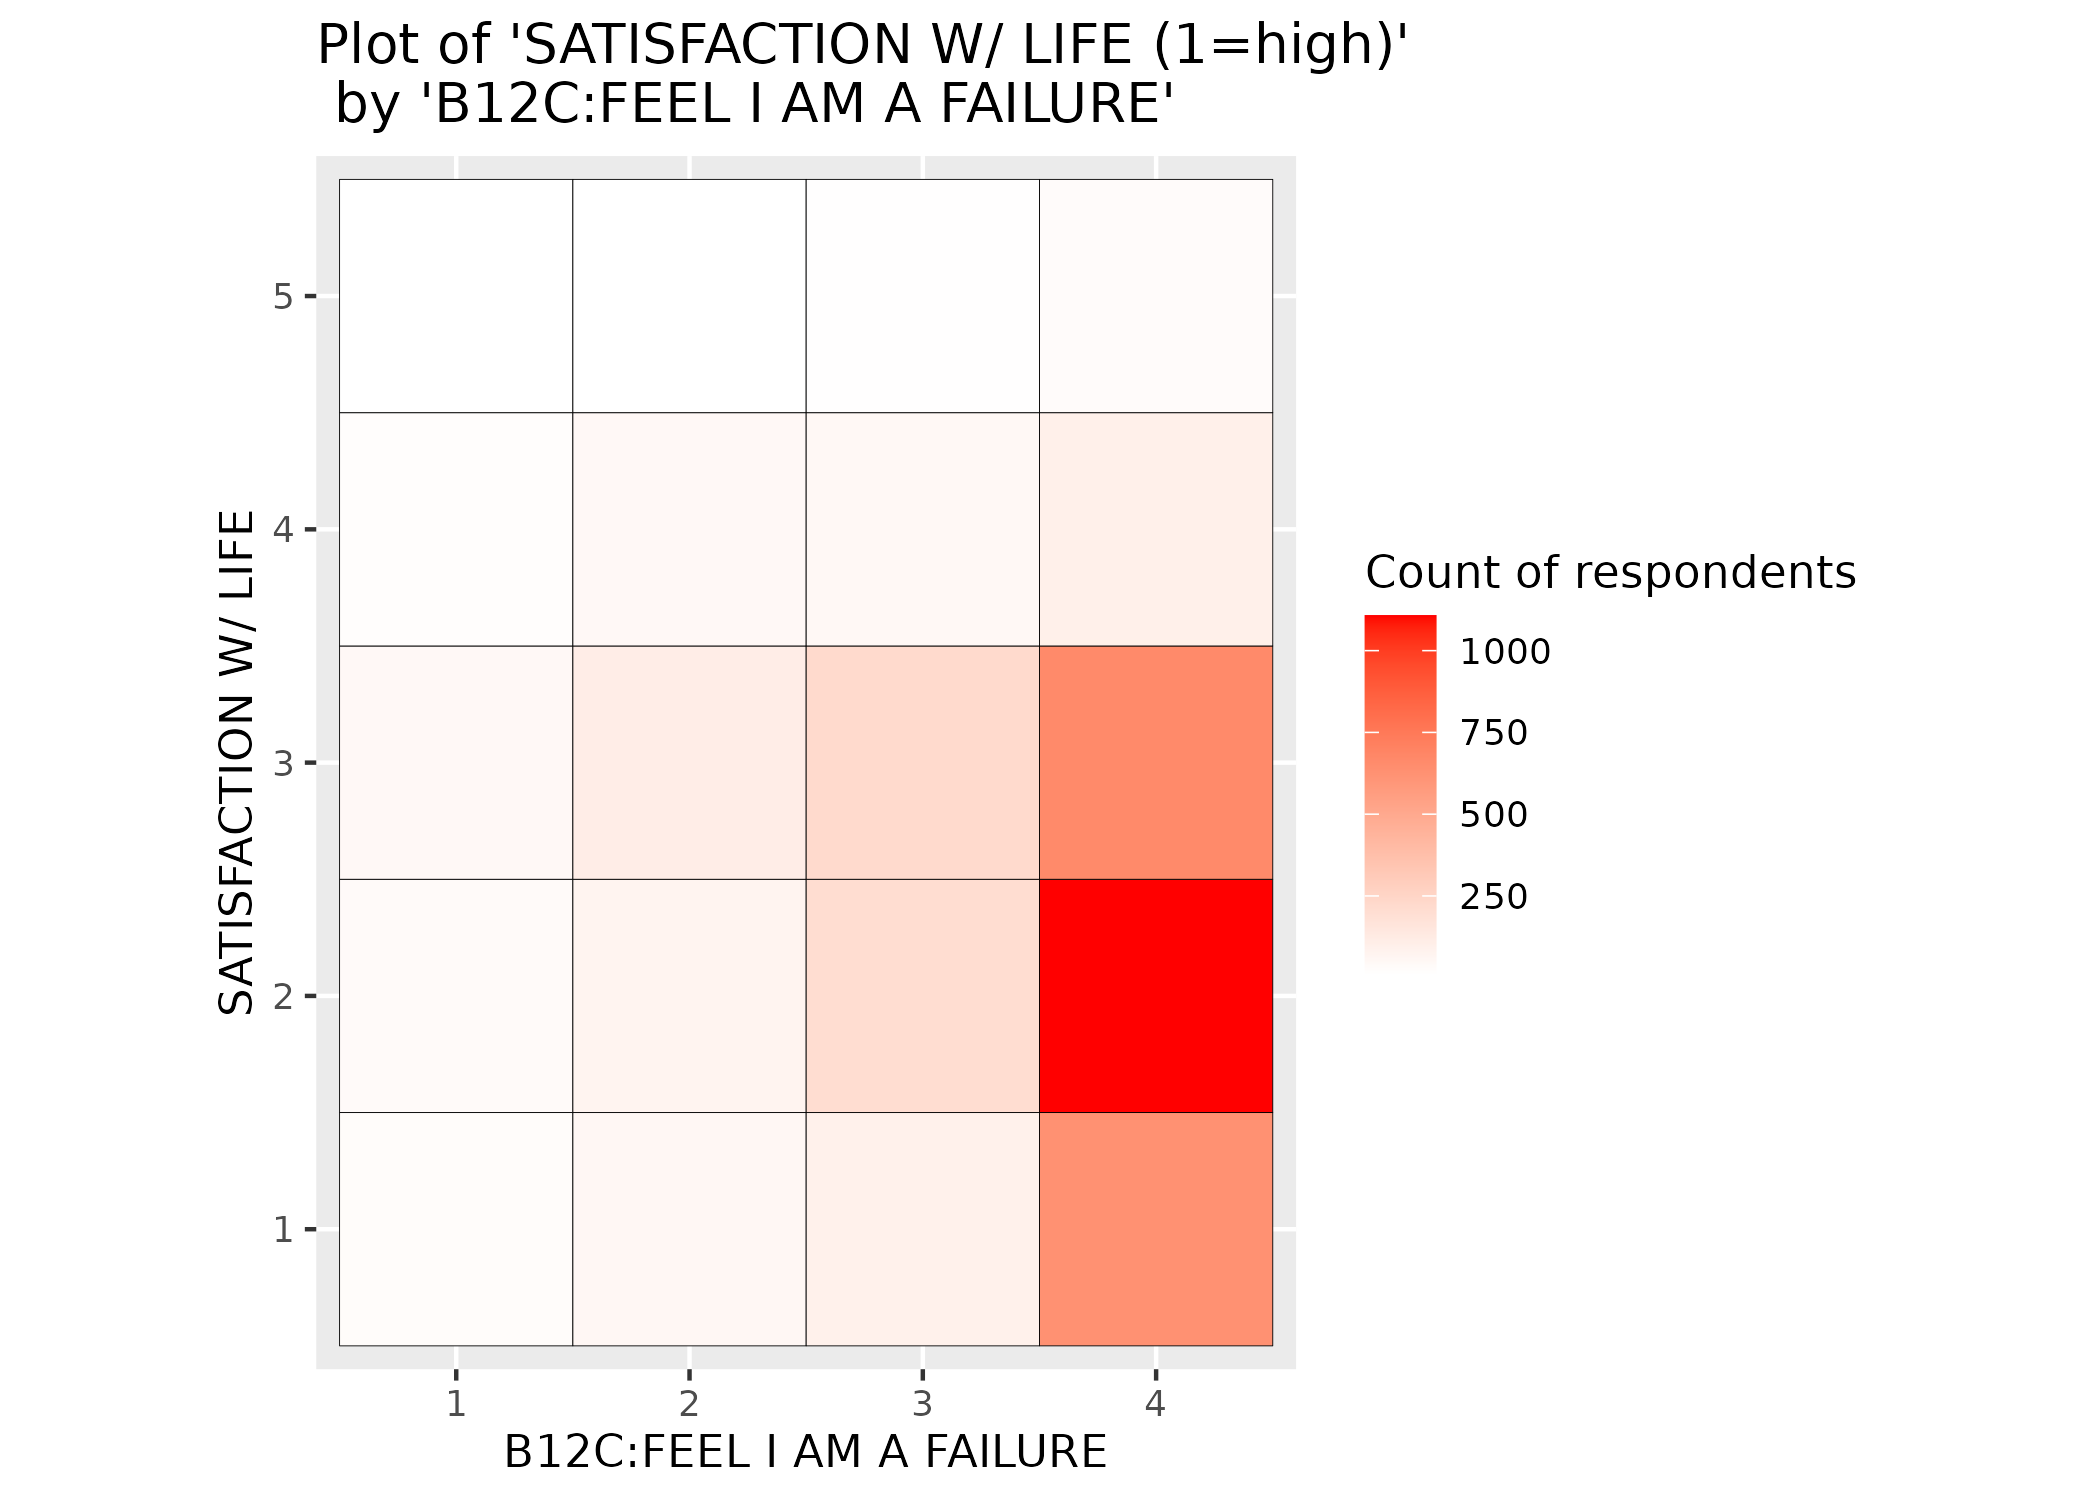 Plot of 'SATISFACTION W/ LIFE (1=high)'
by 'B12C:FEEL I AM A FAILURE'
SATISFACTION W/ LIFE
5
4
3
2
1
1 2 3 4
B12C:FEEL I AM A FAILURE
Count of respondents
1000
750
500
250